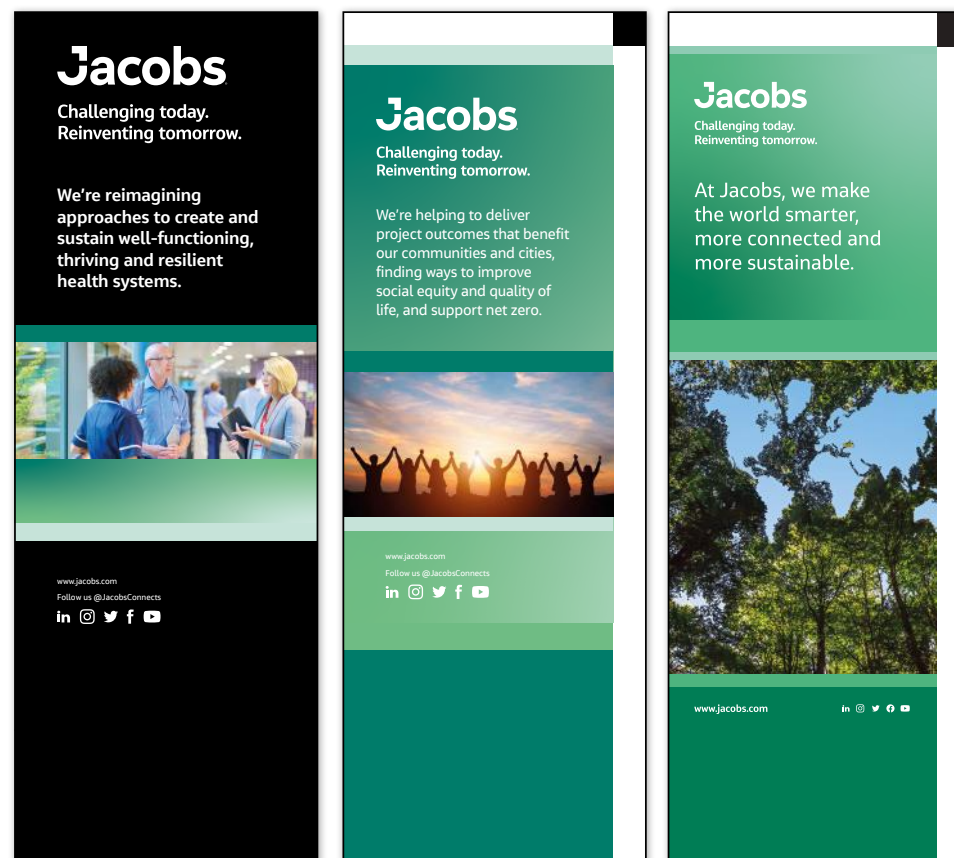 Jacobs
Challenging today.
Reinventing tomorrow.
We're reimagining
approaches to create and
sustain well-functioning,
thriving and resilient
health systems.
www.jacobs.com
Follow us @JacobsConnects
Jacobs
Challenging today.
Reinventing tomorrow.
We're helping to deliver
project outcomes that benefit
our communities and cities,
finding ways to improve
social equity and quality of
life, and support net zero.
www.jacobs.com
Follow us @JacobsConnects
Jacobs
Challenging today.
Reinventing tomorrow.
At Jacobs, we make
the world smarter,
more connected and
more sustainable.
www.jacobs.com